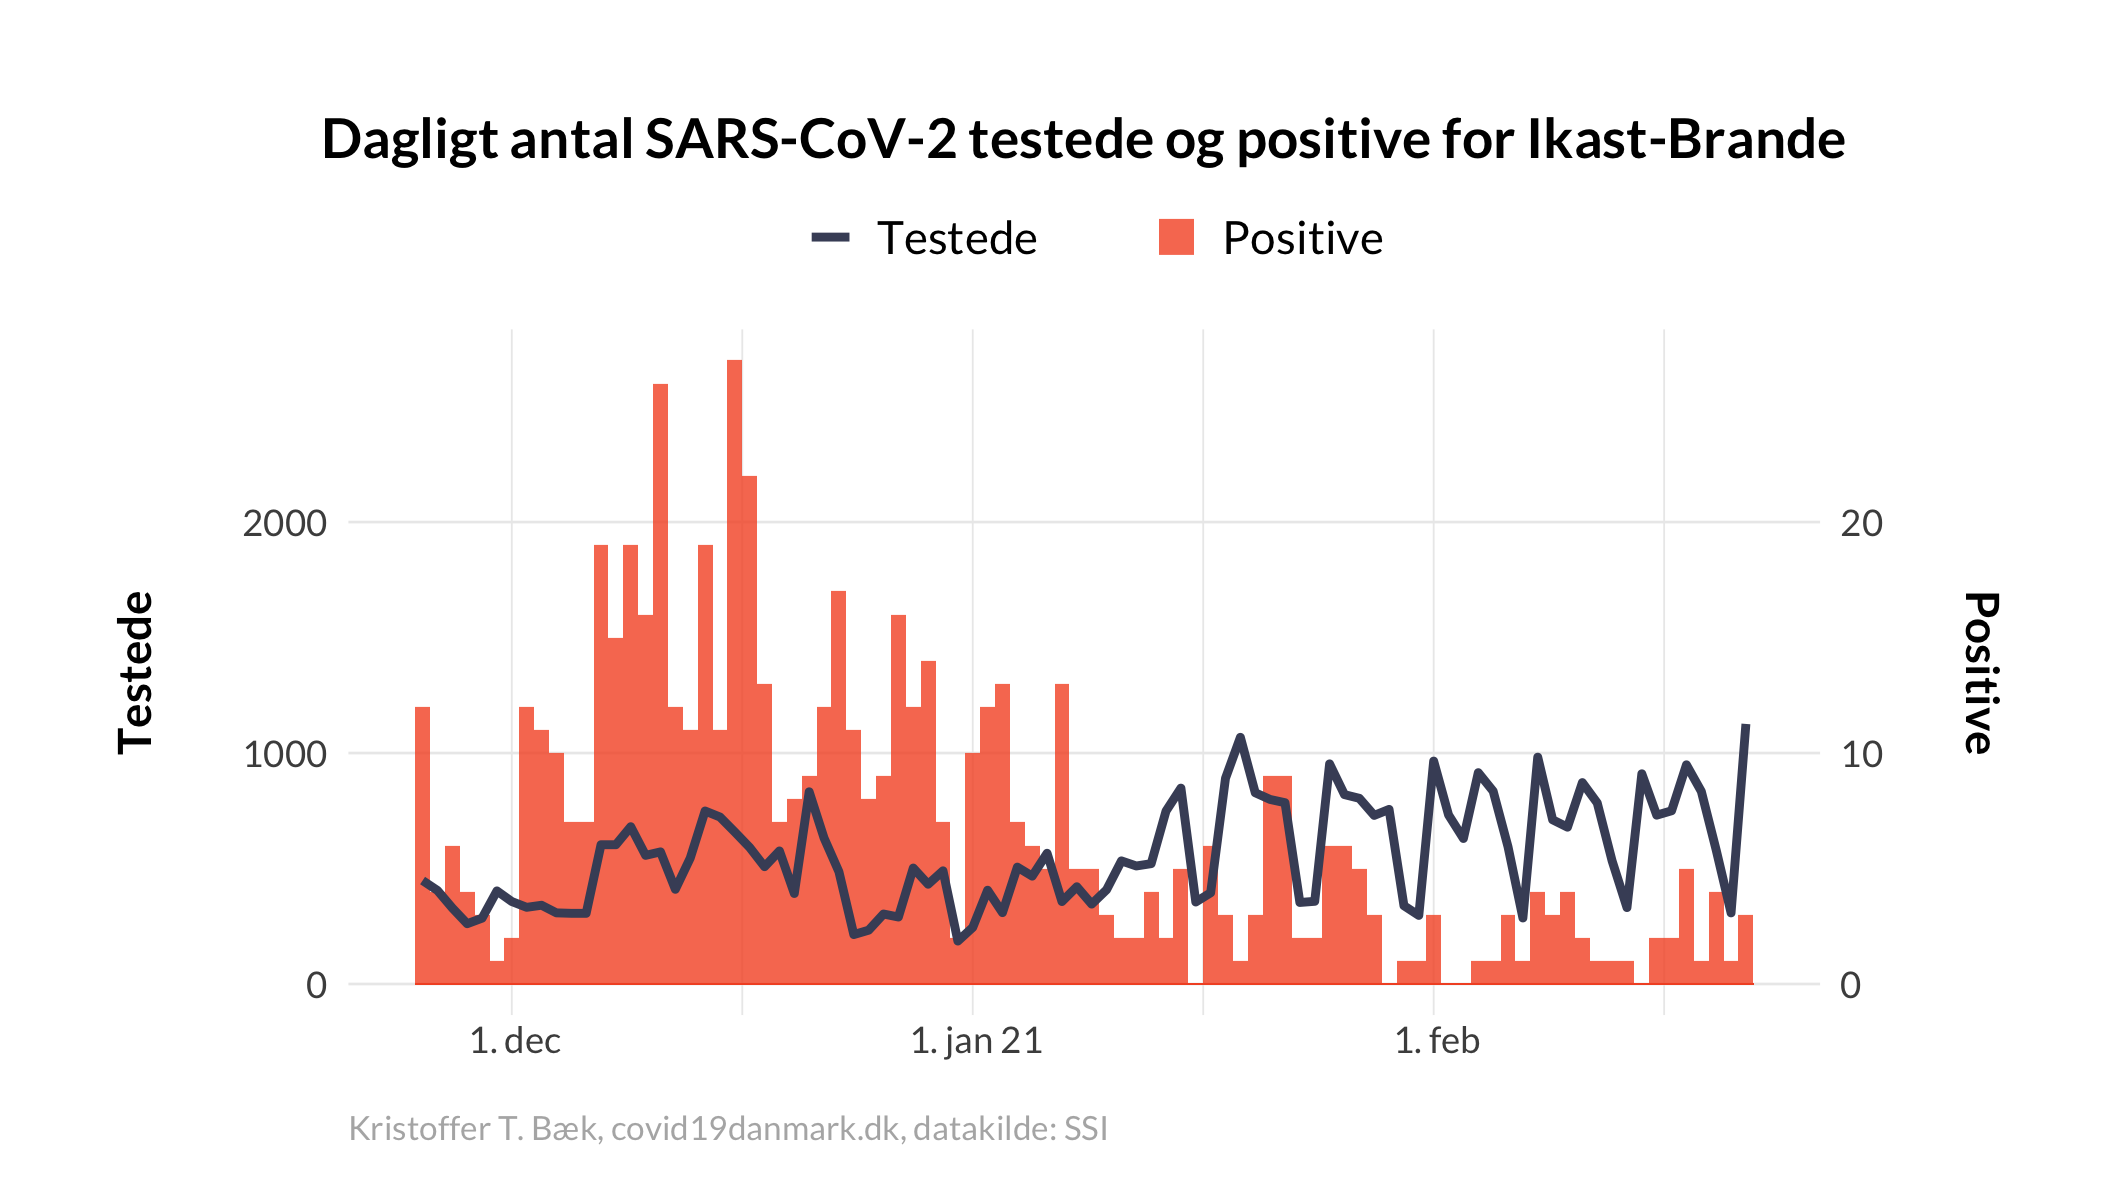 Dagligt antal SARS-CoV-2 testede og positive for Ikast-Brande
Testede
Positive
2000
1000
0
Testede
20
10
0
Positive
1. dec
1. jan 21
1. feb
Kristoffer T. Bæk, covid19danmark.dk, datakilde: SSI